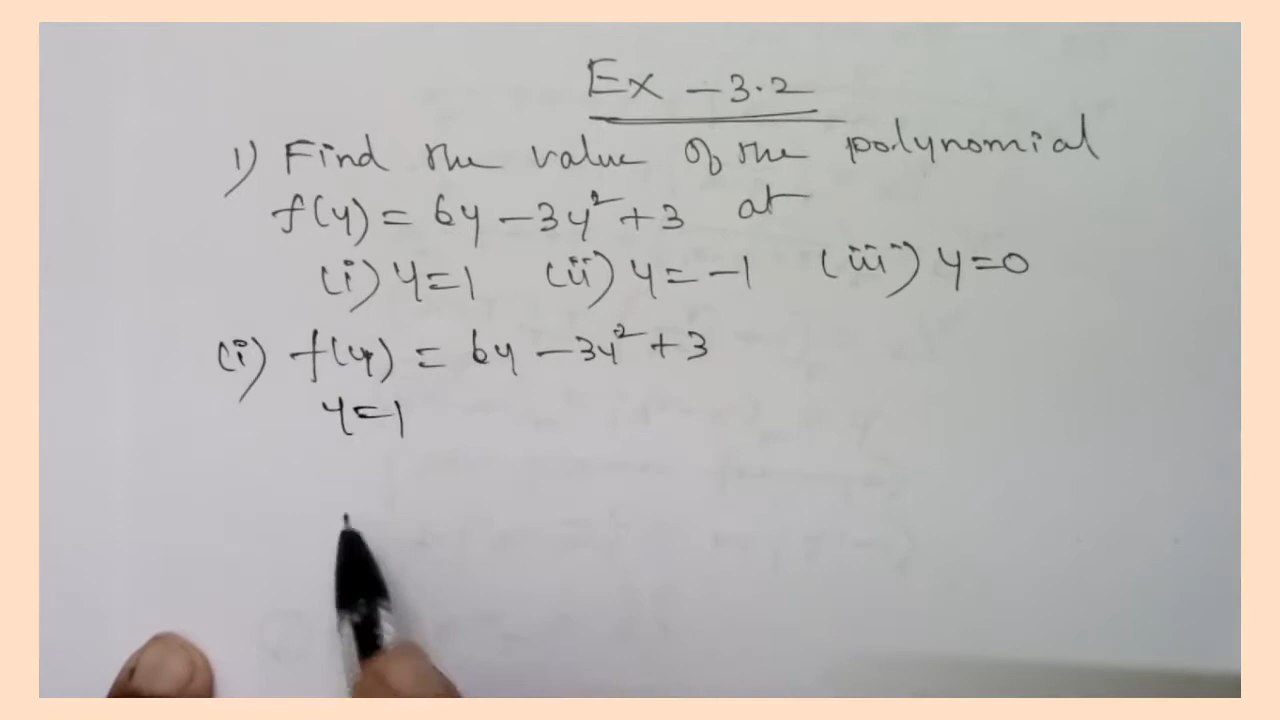 Ex - 3.2
1) Find the value of the polynomial
f(y) = 6y - 3y² + 3 at
(i) y=1 (ii) y = -1 (iii) y=0
(i) f(y) = 6y - 3y² + 3
y=1